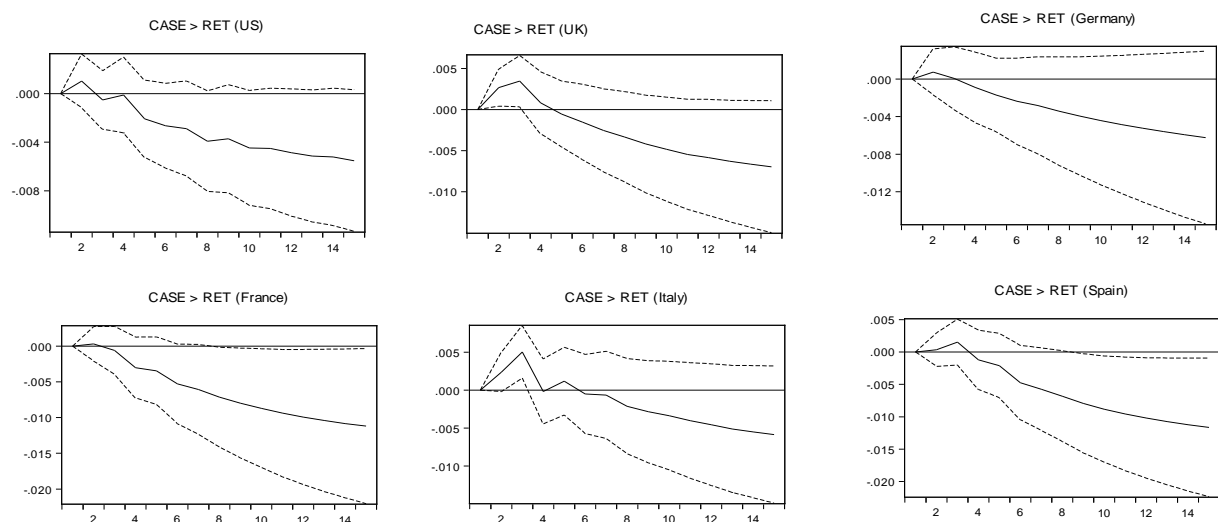 CASE > RET (US)
.000
-.004
-.008
2 4 6 8 10 12 14
CASE > RET (UK)
.005
.000
-.005
-.010
2 4 6 8 10 12 14
CASE > RET (Germany)
.000
-.004
-.008
-.012
2 4 6 8 10 12 14
CASE > RET (France)
.000
-.005
-.010
-.015
-.020
2 4 6 8 10 12 14
CASE > RET (Italy)
.005
.000
-.005
-.010
2 4 6 8 10 12 14
CASE > RET (Spain)
.005
.000
-.005
-.010
-.015
-.020
2 4 6 8 10 12 14